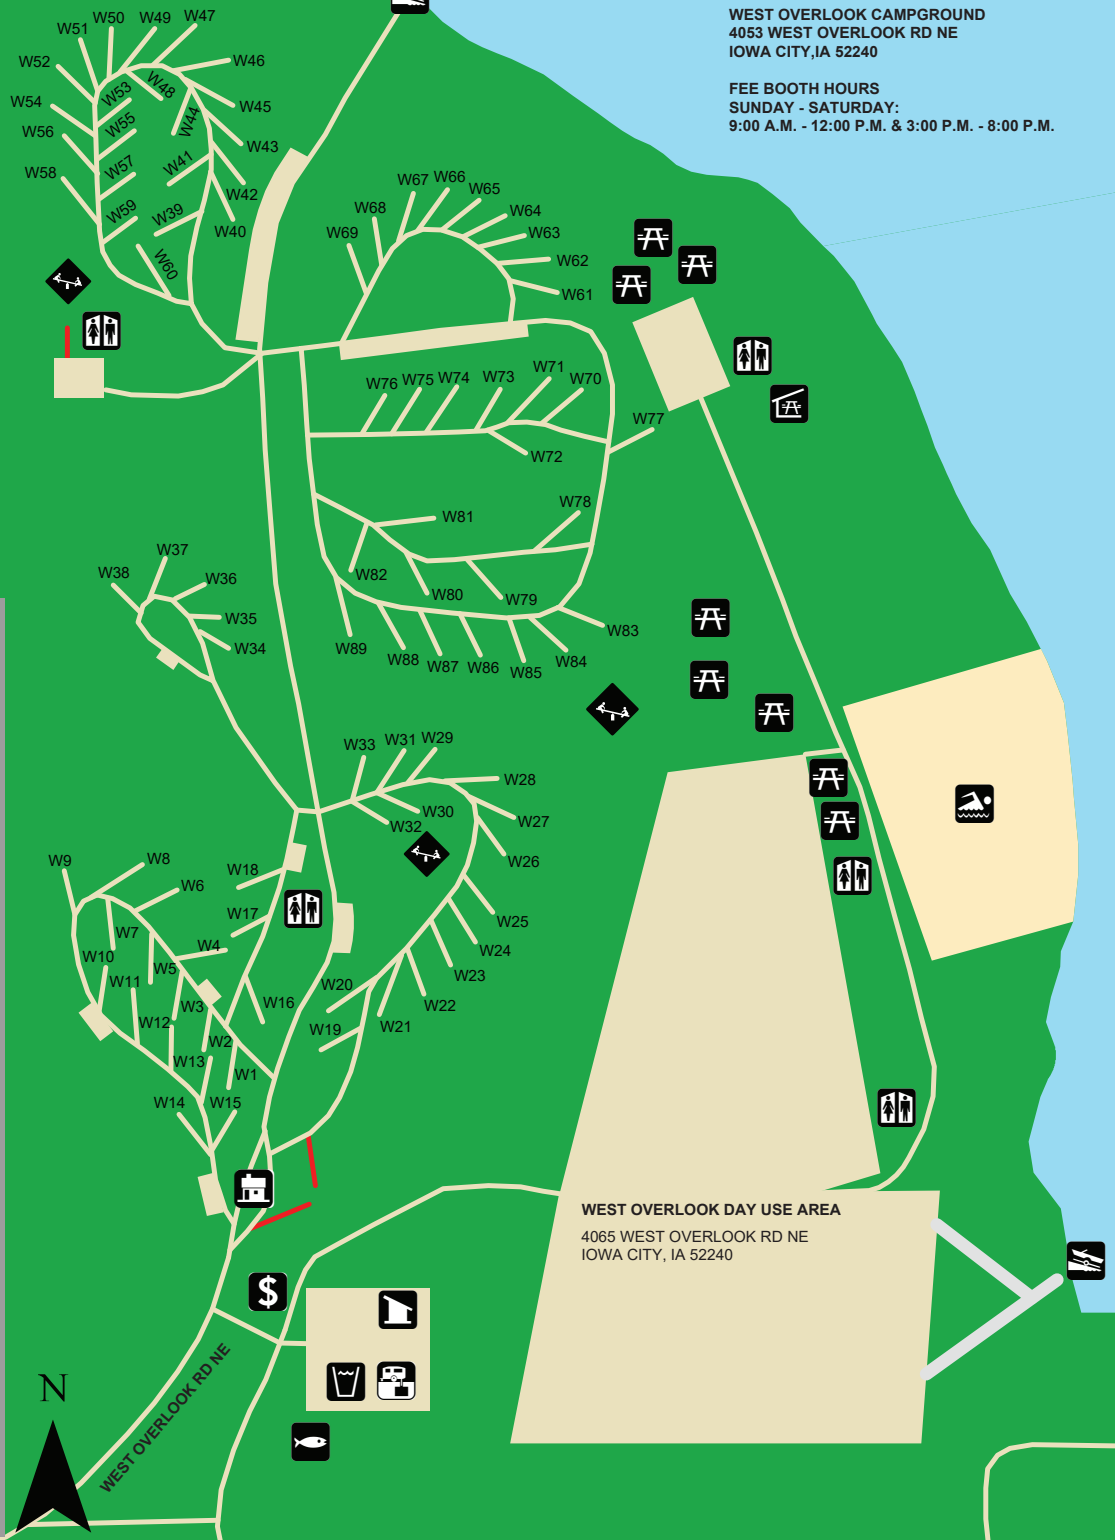 WEST OVERLOOK CAMPGROUND
4053 WEST OVERLOOK RD NE
IOWA CITY,IA 52240
FEE BOOTH HOURS
SUNDAY - SATURDAY:
9:00 A.M. - 12:00 P.M. & 3:00 P.M. - 8:00 P.M.
W50
W49
W47
W51
W52
W46
W53
W48
W54
W45
W44
W55
W56
W43
W41
W57
W58
W42
W59
W39
W40
W60
W67
W66
W65
W68
W64
W69
W63
W62
W61
W76
W75
W74
W73
W71
W70
W77
W72
W78
W81
W82
W80
W79
W83
W89
W88
W87
W86
W85
W84
W37
W38
W36
W35
W34
W33
W31
W29
W28
W30
W32
W27
W26
W9
W8
W18
W6
W17
W7
W4
W25
W10
W5
W24
W11
W20
W23
W3
W16
W22
W12
W21
W19
W2
W13
W1
W14
W15
WEST OVERLOOK DAY USE AREA
4065 WEST OVERLOOK RD NE
IOWA CITY, IA 52240
$
WEST OVERLOOK RD NE
N